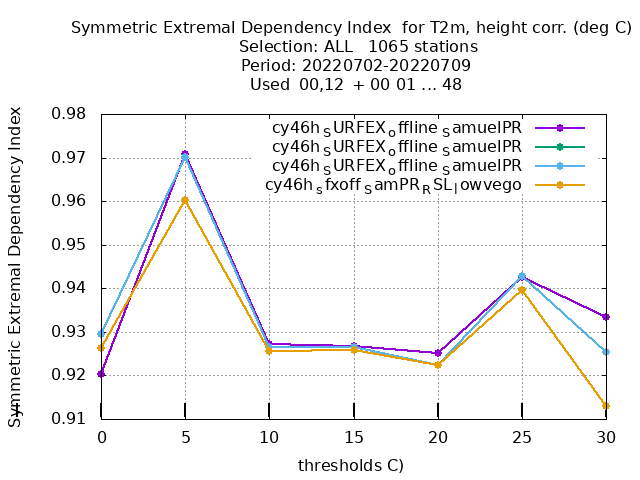 Symmetric Extremal Dependency Index  for T2m, height corr. (deg C)
Selection: ALL   1065 stations
Period: 20220702-20220709
Used  00,12  + 00 01 ... 48
Symmetric Extremal Dependency Index
0.98
0.97
0.96
0.95
0.94
0.93
0.92
0.91
cy46h_SURFEX_offline_SamuelPR
cy46h_SURFEX_offline_SamuelPR
cy46h_SURFEX_offline_SamuelPR
cy46h_sfxoff_SamPR_RSL_lowvego
0 5 10 15 20 25 30
thresholds C)